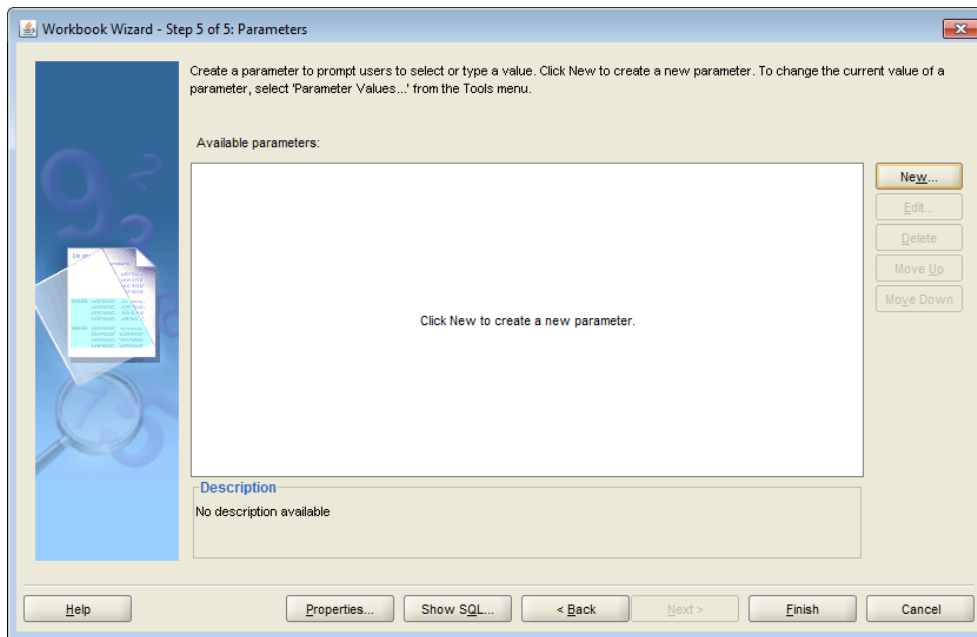 Workbook Wizard - Step 5 of 5: Parameters
Create a parameter to prompt users to select or type a value. Click New to create a new parameter. To change the current value of a
parameter, select 'Parameter Values...' from the Tools menu.
Available parameters:
New...
Edit...
Delete
Move Up
Move Down
Click New to create a new parameter.
Description
No description available
Help
Properties...
Show SQL...
< Back
Next >
Finish
Cancel